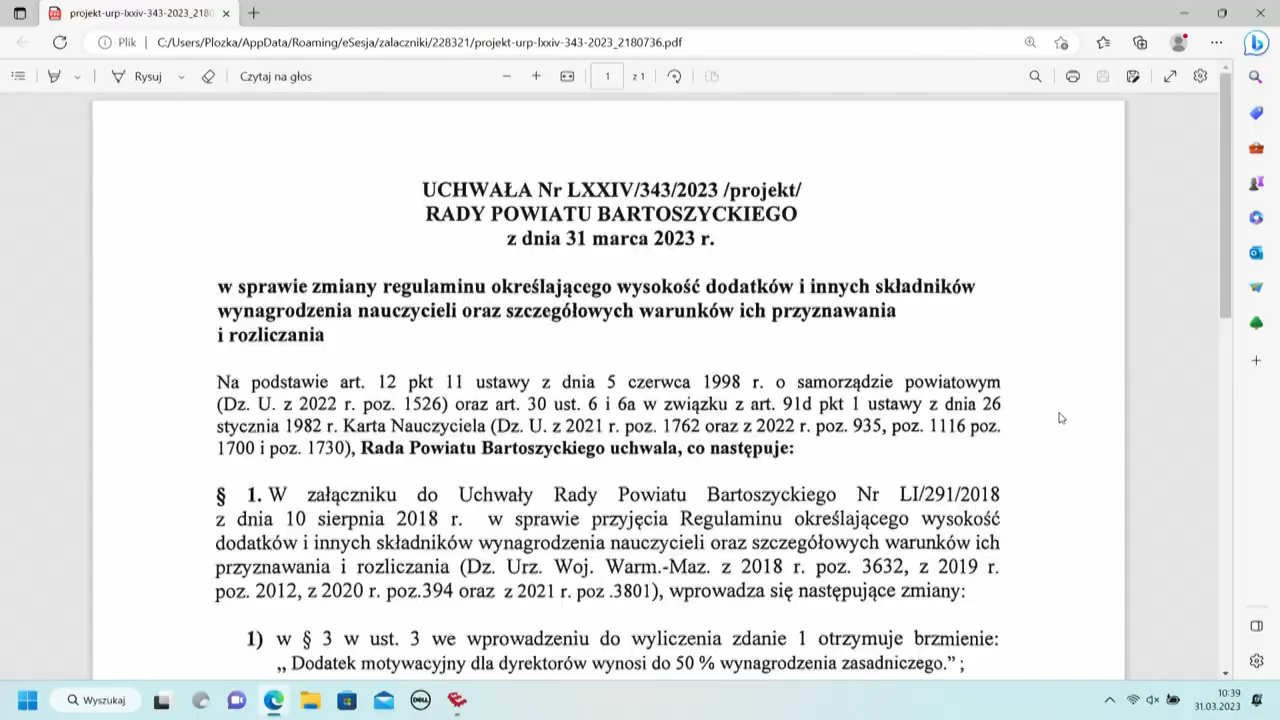 projekt-urp-lxxiv-343-2023_2180
Plik
C:/Users/Plozka/AppData/Roaming/eSesja/zalaczniki/228321/projekt-urp-lxxiv-343-2023_2180736.pdf
Rysuj
Czytaj na głos
1
z 1
UCHWAŁA Nr LXXIV/343/2023 /projekt/
RADY POWIATU BARTOSZYCKIEGO
z dnia 31 marca 2023 r.
w sprawie zmiany regulaminu określającego wysokość dodatków i innych składników
wynagrodzenia nauczycieli oraz szczegółowych warunków ich przyznawania
i rozliczania
Na podstawie art. 12 pkt 11 ustawy z dnia 5 czerwca 1998 r. o samorządzie powiatowym
(Dz. U. z 2022 r. poz. 1526) oraz art. 30 ust. 6 i 6a w związku z art. 91d pkt 1 ustawy z dnia 26
stycznia 1982 r. Karta Nauczyciela (Dz. U. z 2021 r. poz. 1762 oraz z 2022 r. poz. 935, poz. 1116 poz.
1700 i poz. 1730), Rada Powiatu Bartoszyckiego uchwala, co następuje:
§ 1. W załączniku do Uchwały Rady Powiatu Bartoszyckiego Nr LI/291/2018
z dnia 10 sierpnia 2018 r. w sprawie przyjęcia Regulaminu określającego wysokość
dodatków i innych składników wynagrodzenia nauczycieli oraz szczegółowych warunków ich
przyznawania i rozliczania (Dz. Urz. Woj. Warm.-Maz. z 2018 r. poz. 3632, z 2019 r.
poz. 2012, z 2020 r. poz.394 oraz z 2021 r. poz .3801), wprowadza się następujące zmiany:
1) w § 3 w ust. 3 we wprowadzeniu do wyliczenia zdanie 1 otrzymuje brzmienie:
„ Dodatek motywacyjny dla dyrektorów wynosi do 50 % wynagrodzenia zasadniczego.” ;
Wyszukaj
DELL
10:39
31.03.2023